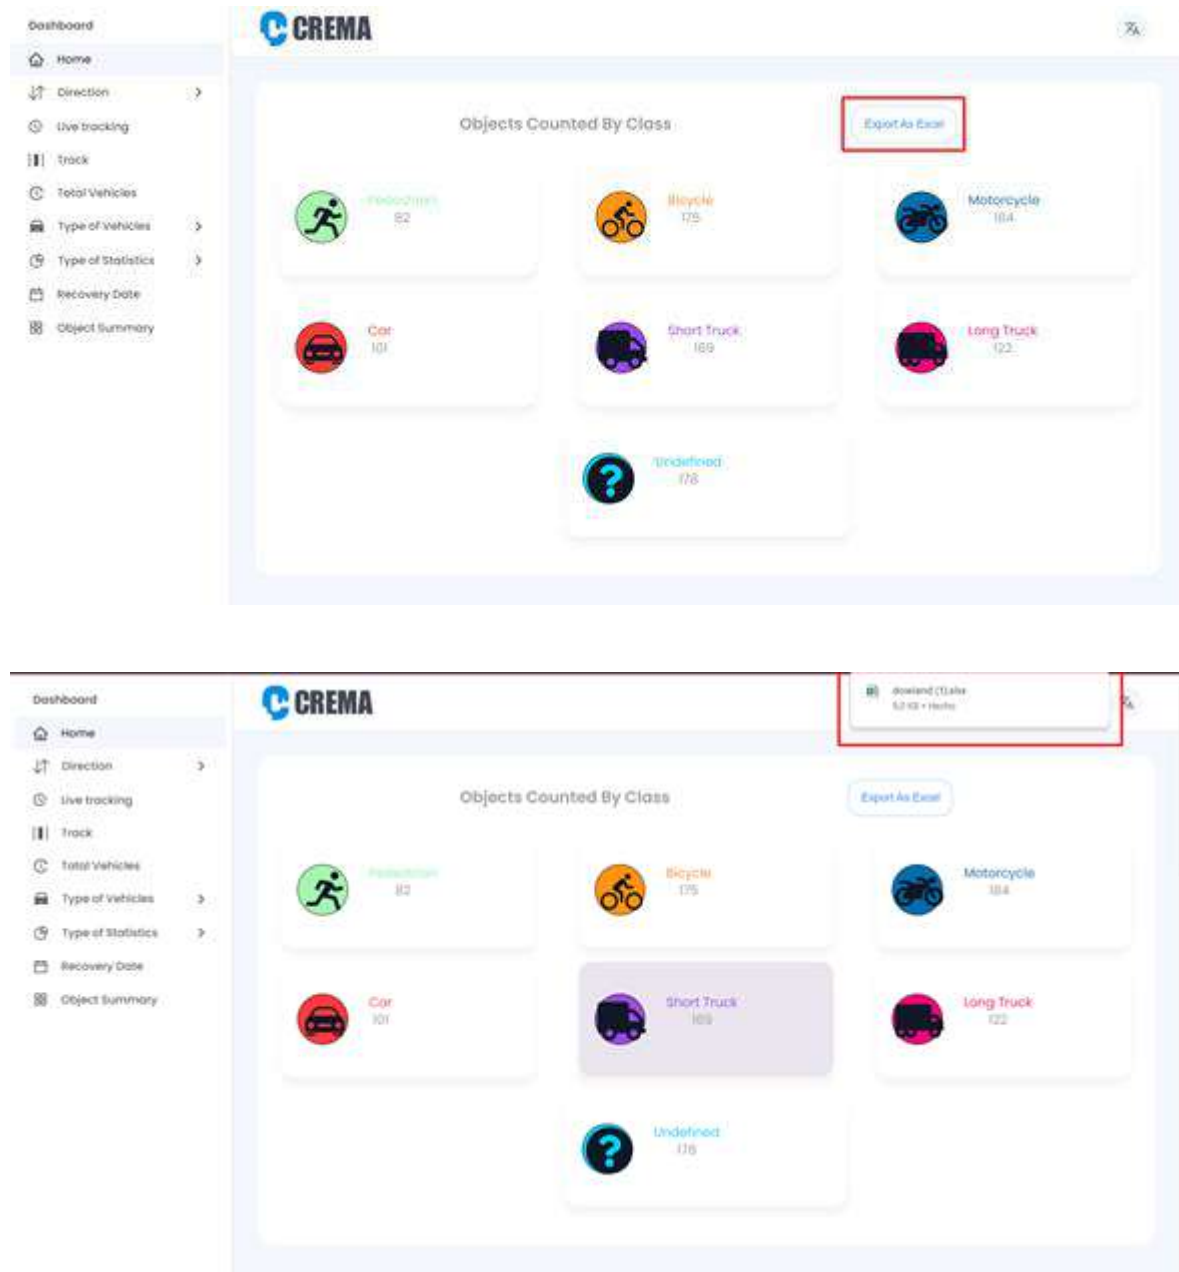 Dashboard
CREMA
Home
Direction
Live tracking
Track
Total Vehicles
Type of Vehicles
Type of Statistics
Recovery Date
Object Summary
Objects Counted By Class
Export As Excel
Pedestrian
82
Bicycle
175
Motorcycle
184
Car
101
Short Truck
169
Long Truck
122
Undefined
178
Dashboard
CREMA
Home
Direction
Live tracking
Track
Total Vehicles
Type of Vehicles
Type of Statistics
Recovery Date
Object Summary
Hecho
Objects Counted By Class
Export As Excel
Pedestrian
82
Bicycle
175
Motorcycle
184
Car
101
Short Truck
169
Long Truck
122
Undefined